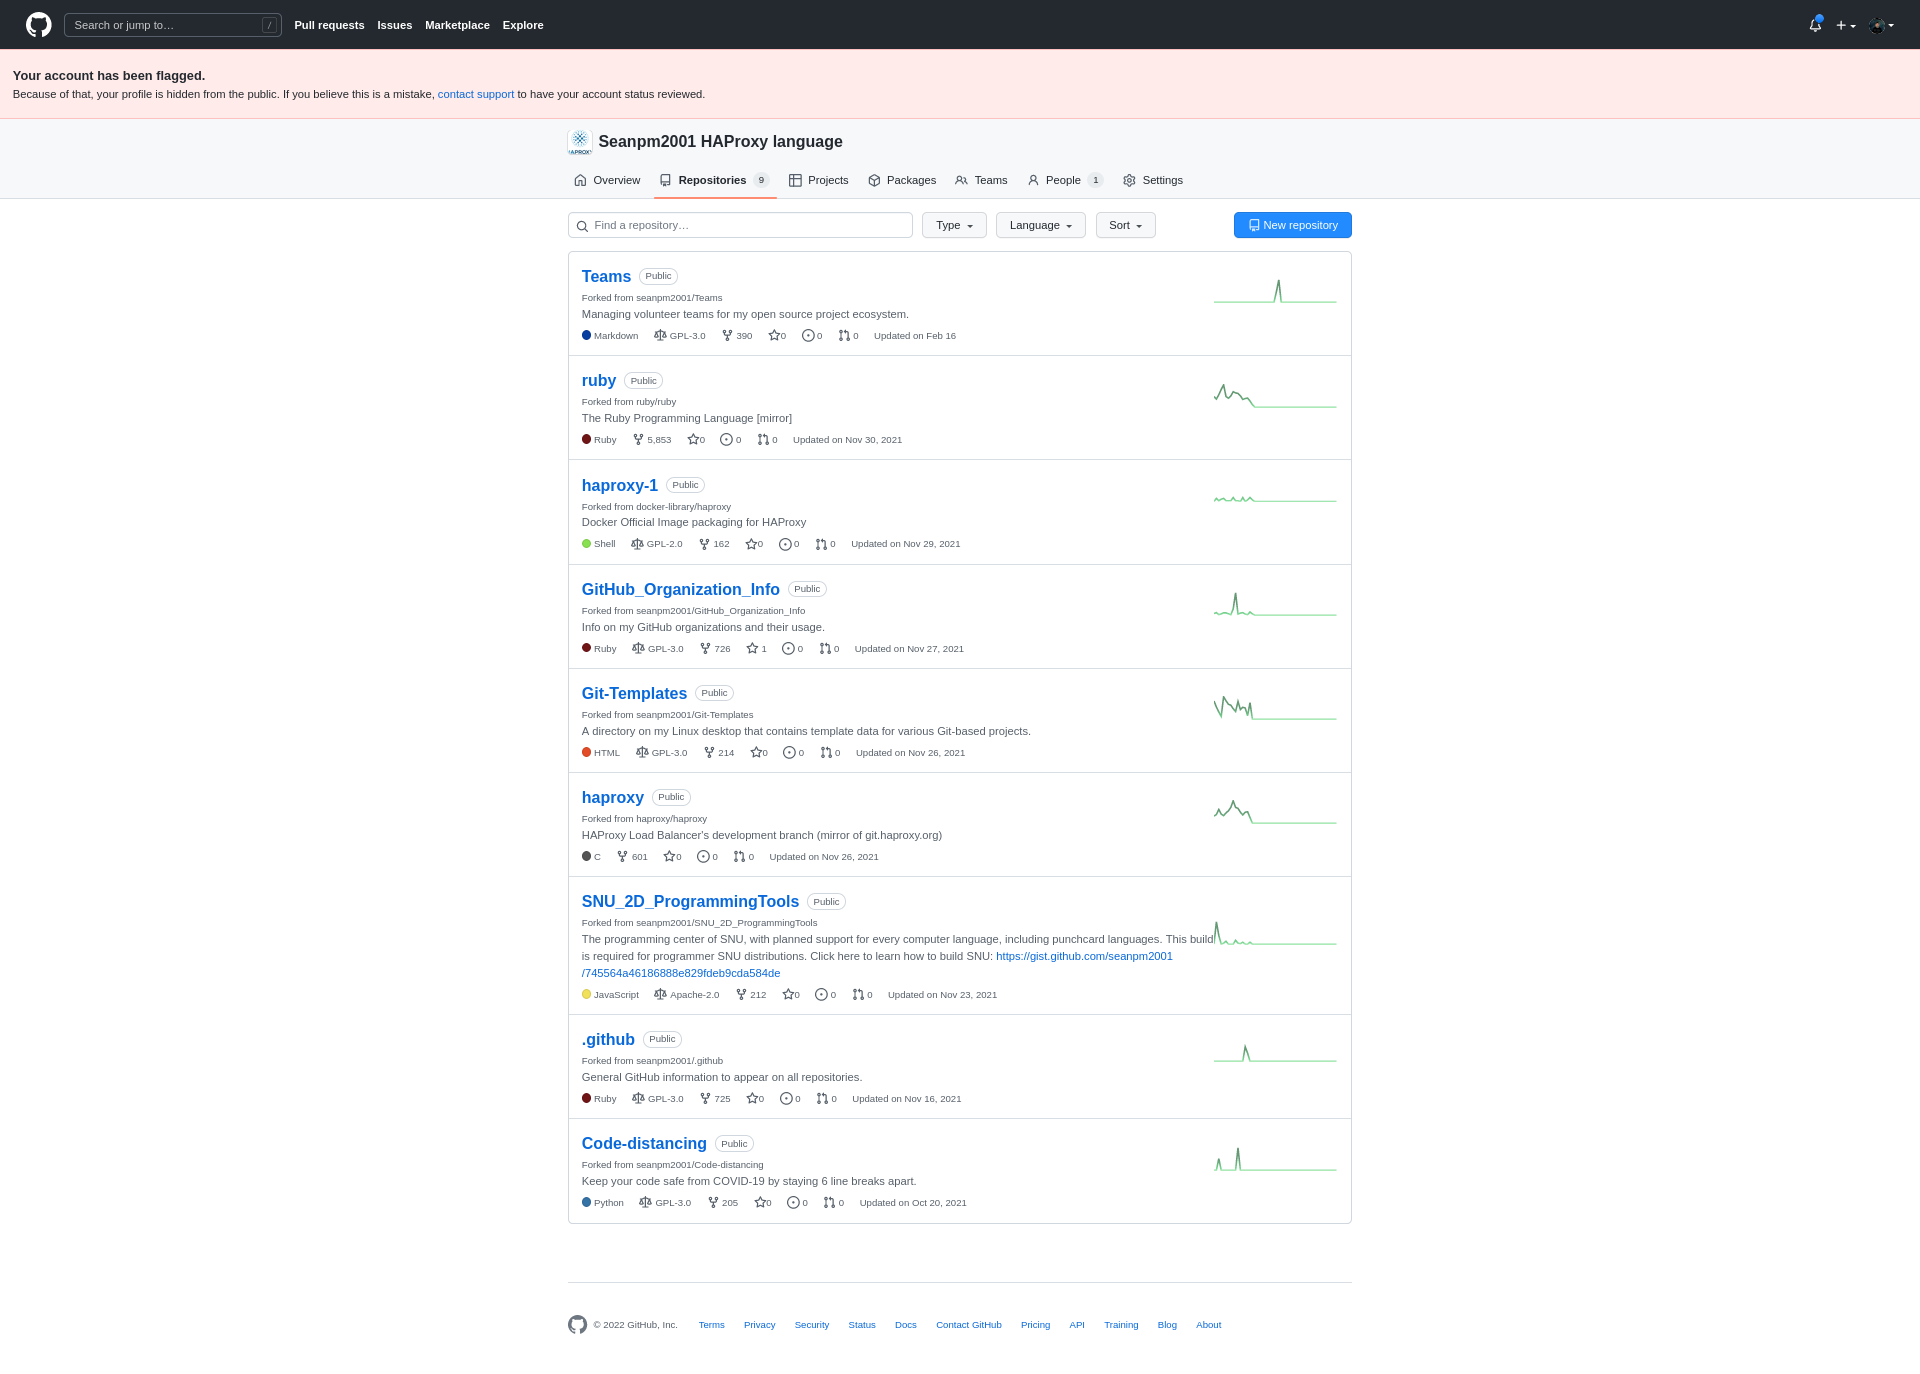 Search or jump to… /
Pull requests Issues Marketplace Explore
Your account has been flagged.
Because of that, your profile is hidden from the public. If you believe this is a mistake, contact support to have your account status reviewed.
Seanpm2001 HAProxy language
Overview Repositories 9 Projects Packages Teams People 1 Settings
Find a repository… Type Language Sort New repository
Teams Public
Forked from seanpm2001/Teams
Managing volunteer teams for my open source project ecosystem.
Markdown GPL-3.0 390 0 0 0 Updated on Feb 16
ruby Public
Forked from ruby/ruby
The Ruby Programming Language [mirror]
Ruby 5,853 0 0 0 Updated on Nov 30, 2021
haproxy-1 Public
Forked from docker-library/haproxy
Docker Official Image packaging for HAProxy
Shell GPL-2.0 162 0 0 0 Updated on Nov 29, 2021
GitHub_Organization_Info Public
Forked from seanpm2001/GitHub_Organization_Info
Info on my GitHub organizations and their usage.
Ruby GPL-3.0 726 1 0 0 Updated on Nov 27, 2021
Git-Templates Public
Forked from seanpm2001/Git-Templates
A directory on my Linux desktop that contains template data for various Git-based projects.
HTML GPL-3.0 214 0 0 0 Updated on Nov 26, 2021
haproxy Public
Forked from haproxy/haproxy
HAProxy Load Balancer's development branch (mirror of git.haproxy.org)
C 601 0 0 0 Updated on Nov 26, 2021
SNU_2D_ProgrammingTools Public
Forked from seanpm2001/SNU_2D_ProgrammingTools
The programming center of SNU, with planned support for every computer language, including punchcard languages. This build
is required for programmer SNU distributions. Click here to learn how to build SNU: https://gist.github.com/seanpm2001
/745564a46186888e829fdeb9cda584de
JavaScript Apache-2.0 212 0 0 0 Updated on Nov 23, 2021
.github Public
Forked from seanpm2001/.github
General GitHub information to appear on all repositories.
Ruby GPL-3.0 725 0 0 0 Updated on Nov 16, 2021
Code-distancing Public
Forked from seanpm2001/Code-distancing
Keep your code safe from COVID-19 by staying 6 line breaks apart.
Python GPL-3.0 205 0 0 0 Updated on Oct 20, 2021
© 2022 GitHub, Inc. Terms Privacy Security Status Docs Contact GitHub Pricing API Training Blog About